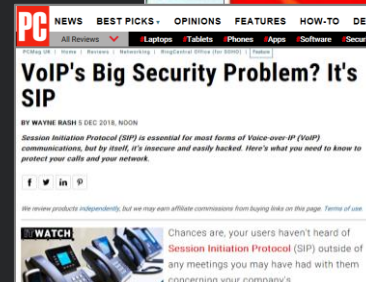 PC
NEWS BEST PICKS OPINIONS FEATURES HOW-TO DE
All Reviews #Laptops #Tablets #Phones #Apps #Software #Secur
PCMag UK | Home | Reviews | Networking | RingCentral Office (for SOHO) | Feature
VoIP's Big Security Problem? It's
SIP
BY WAYNE RASH 5 DEC 2018, NOON
Session Initiation Protocol (SIP) is essential for most forms of Voice-over-IP (VoIP)
communications, but by itself, it's insecure and easily hacked. Here's what you need to know to
protect your calls and your network.
We review products independently, but we may earn affiliate commissions from buying links on this page. Terms of use.
WATCH
Chances are, your users haven't heard of
Session Initiation Protocol (SIP) outside of
any meetings you may have had with them
concerning your company's